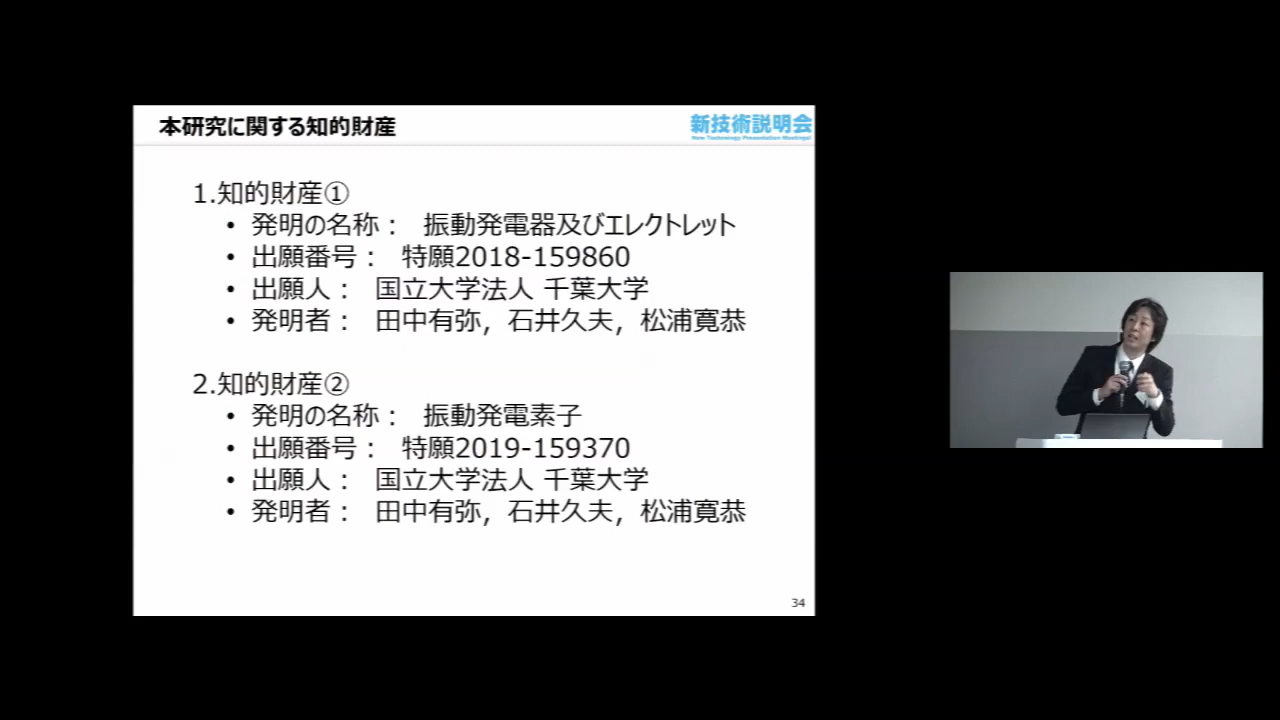 本研究に関する知的財産
新技術説明会
New Technology Presentation Meetings!
1.知的財産①
• 発明の名称： 振動発電器及びエレクトレット
• 出願番号： 特願2018-159860
• 出願人： 国立大学法人 千葉大学
• 発明者： 田中有弥，石井久夫，松浦寛恭
2.知的財産②
• 発明の名称： 振動発電素子
• 出願番号： 特願2019-159370
• 出願人： 国立大学法人 千葉大学
• 発明者： 田中有弥，石井久夫，松浦寛恭
34